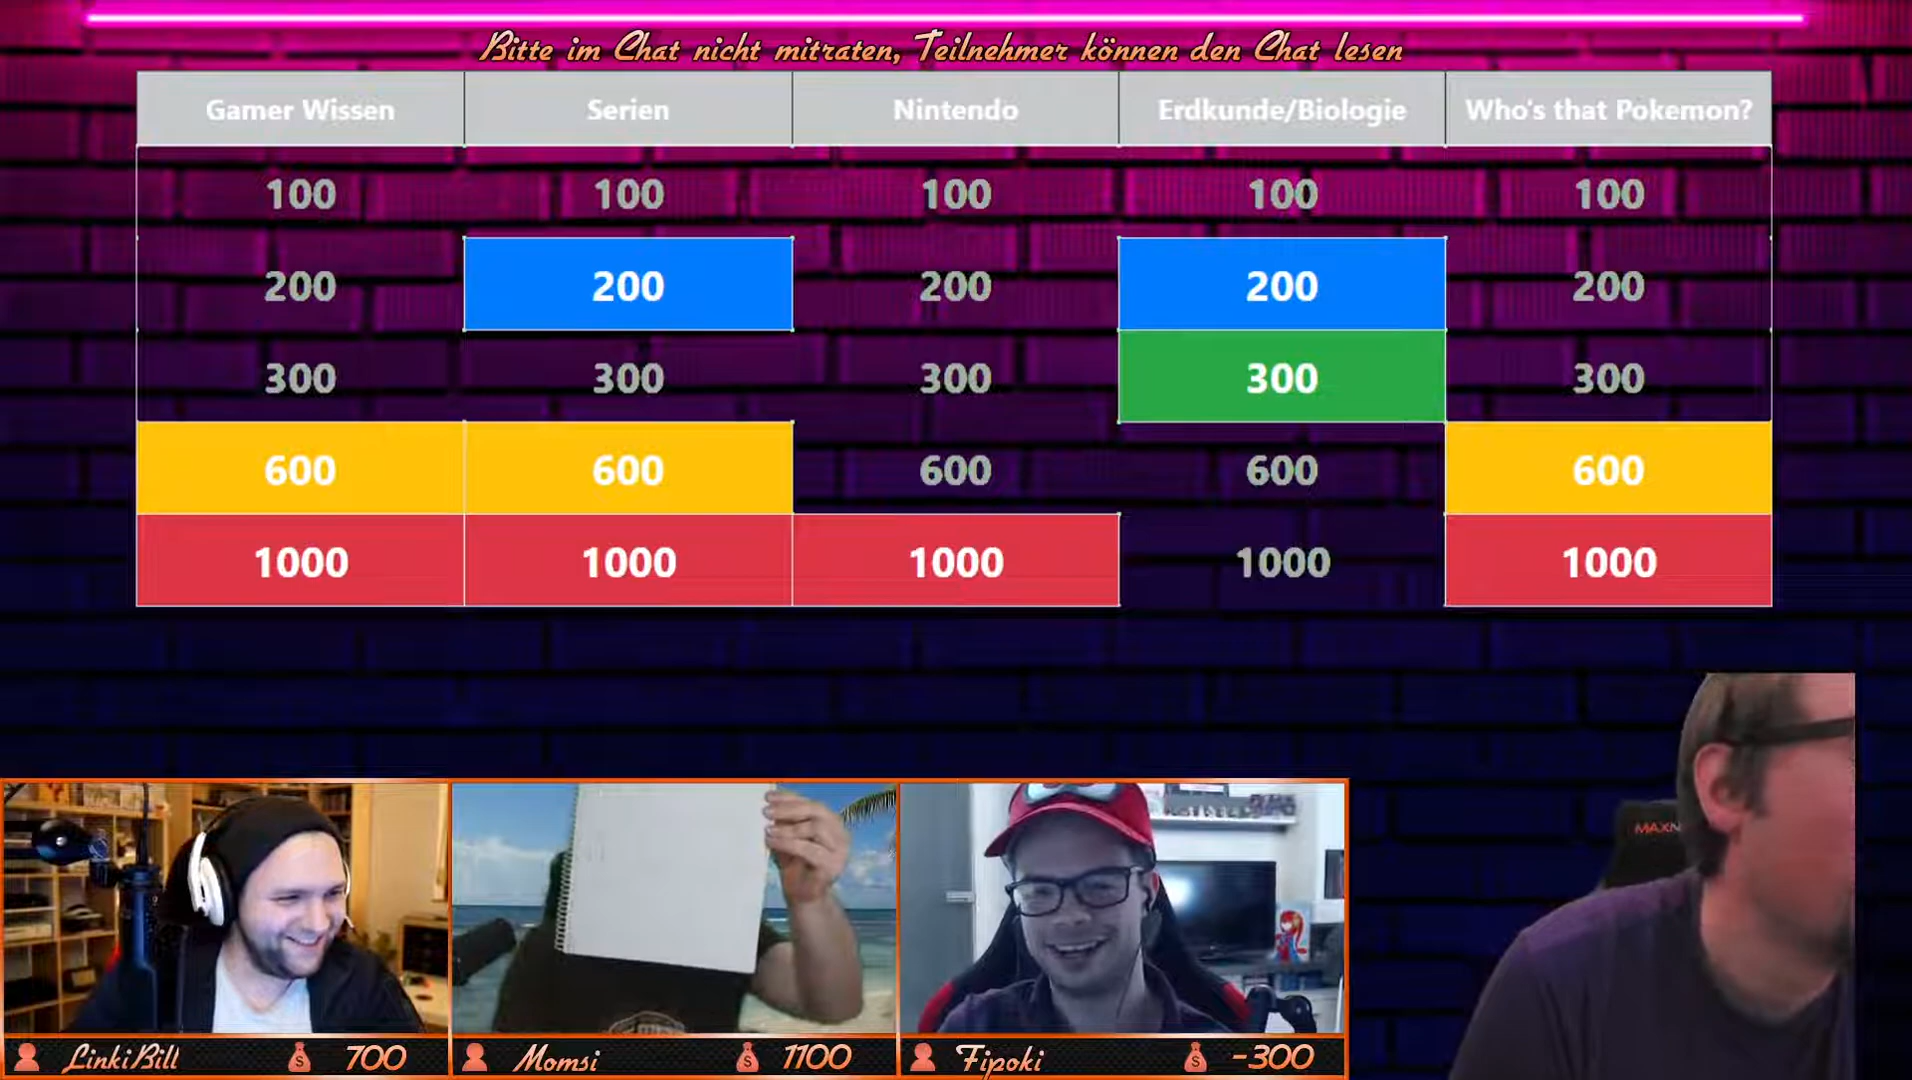 Bitte im Chat nicht mitraten, Teilnehmer können den Chat lesen
Gamer Wissen Serien Nintendo Erdkunde/Biologie Who's that Pokemon?
100 100 100 100 100
200 200 200 200 200
300 300 300 300 300
600 600 600 600 600
1000 1000 1000 1000 1000
LinkiBill $ 700 Momsi $ 1100 Fipoki $ -300